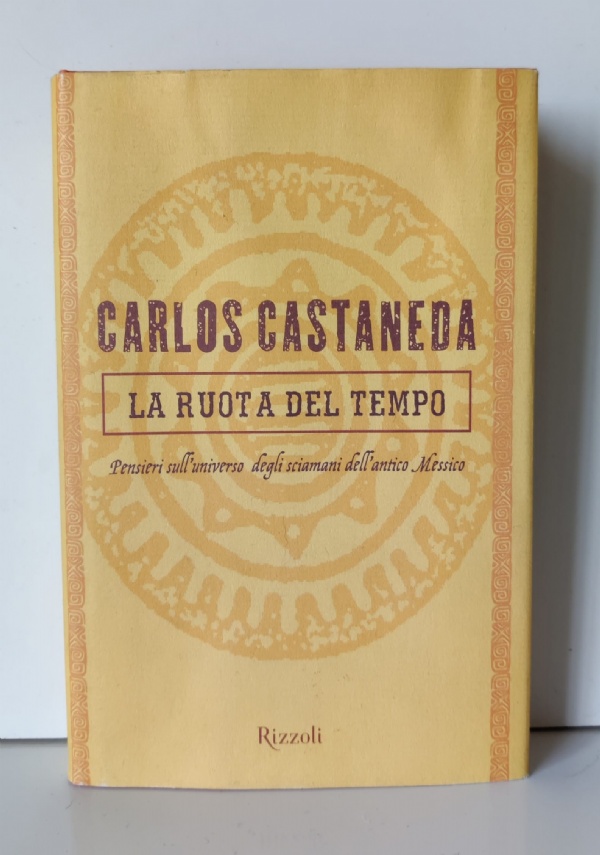 CARLOS CASTANEDA
LA RUOTA DEL TEMPO
Pensieri sull'universo degli sciamani dell'antico Messico
Rizzoli